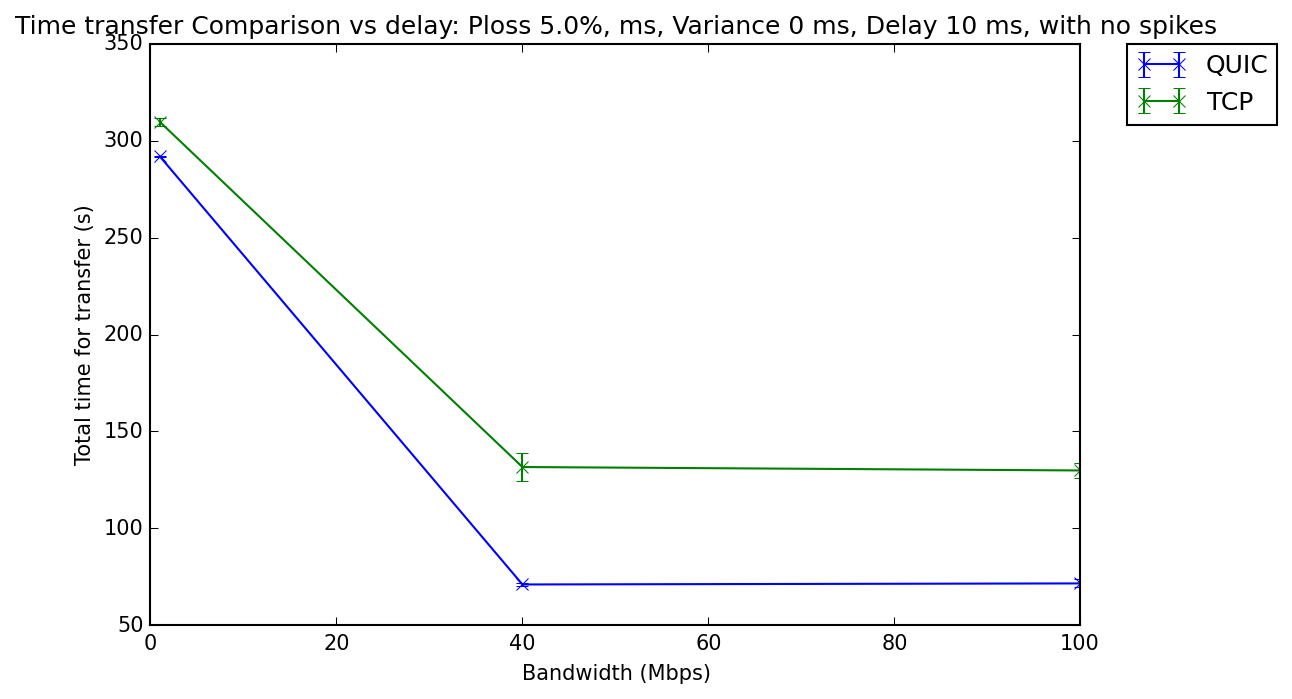 Time transfer Comparison vs delay: Ploss 5.0%, ms, Variance 0 ms, Delay 10 ms, with no spikes
QUIC
TCP
350
300
250
200
150
100
50
Total time for transfer (s)
0 20 40 60 80 100
Bandwidth (Mbps)